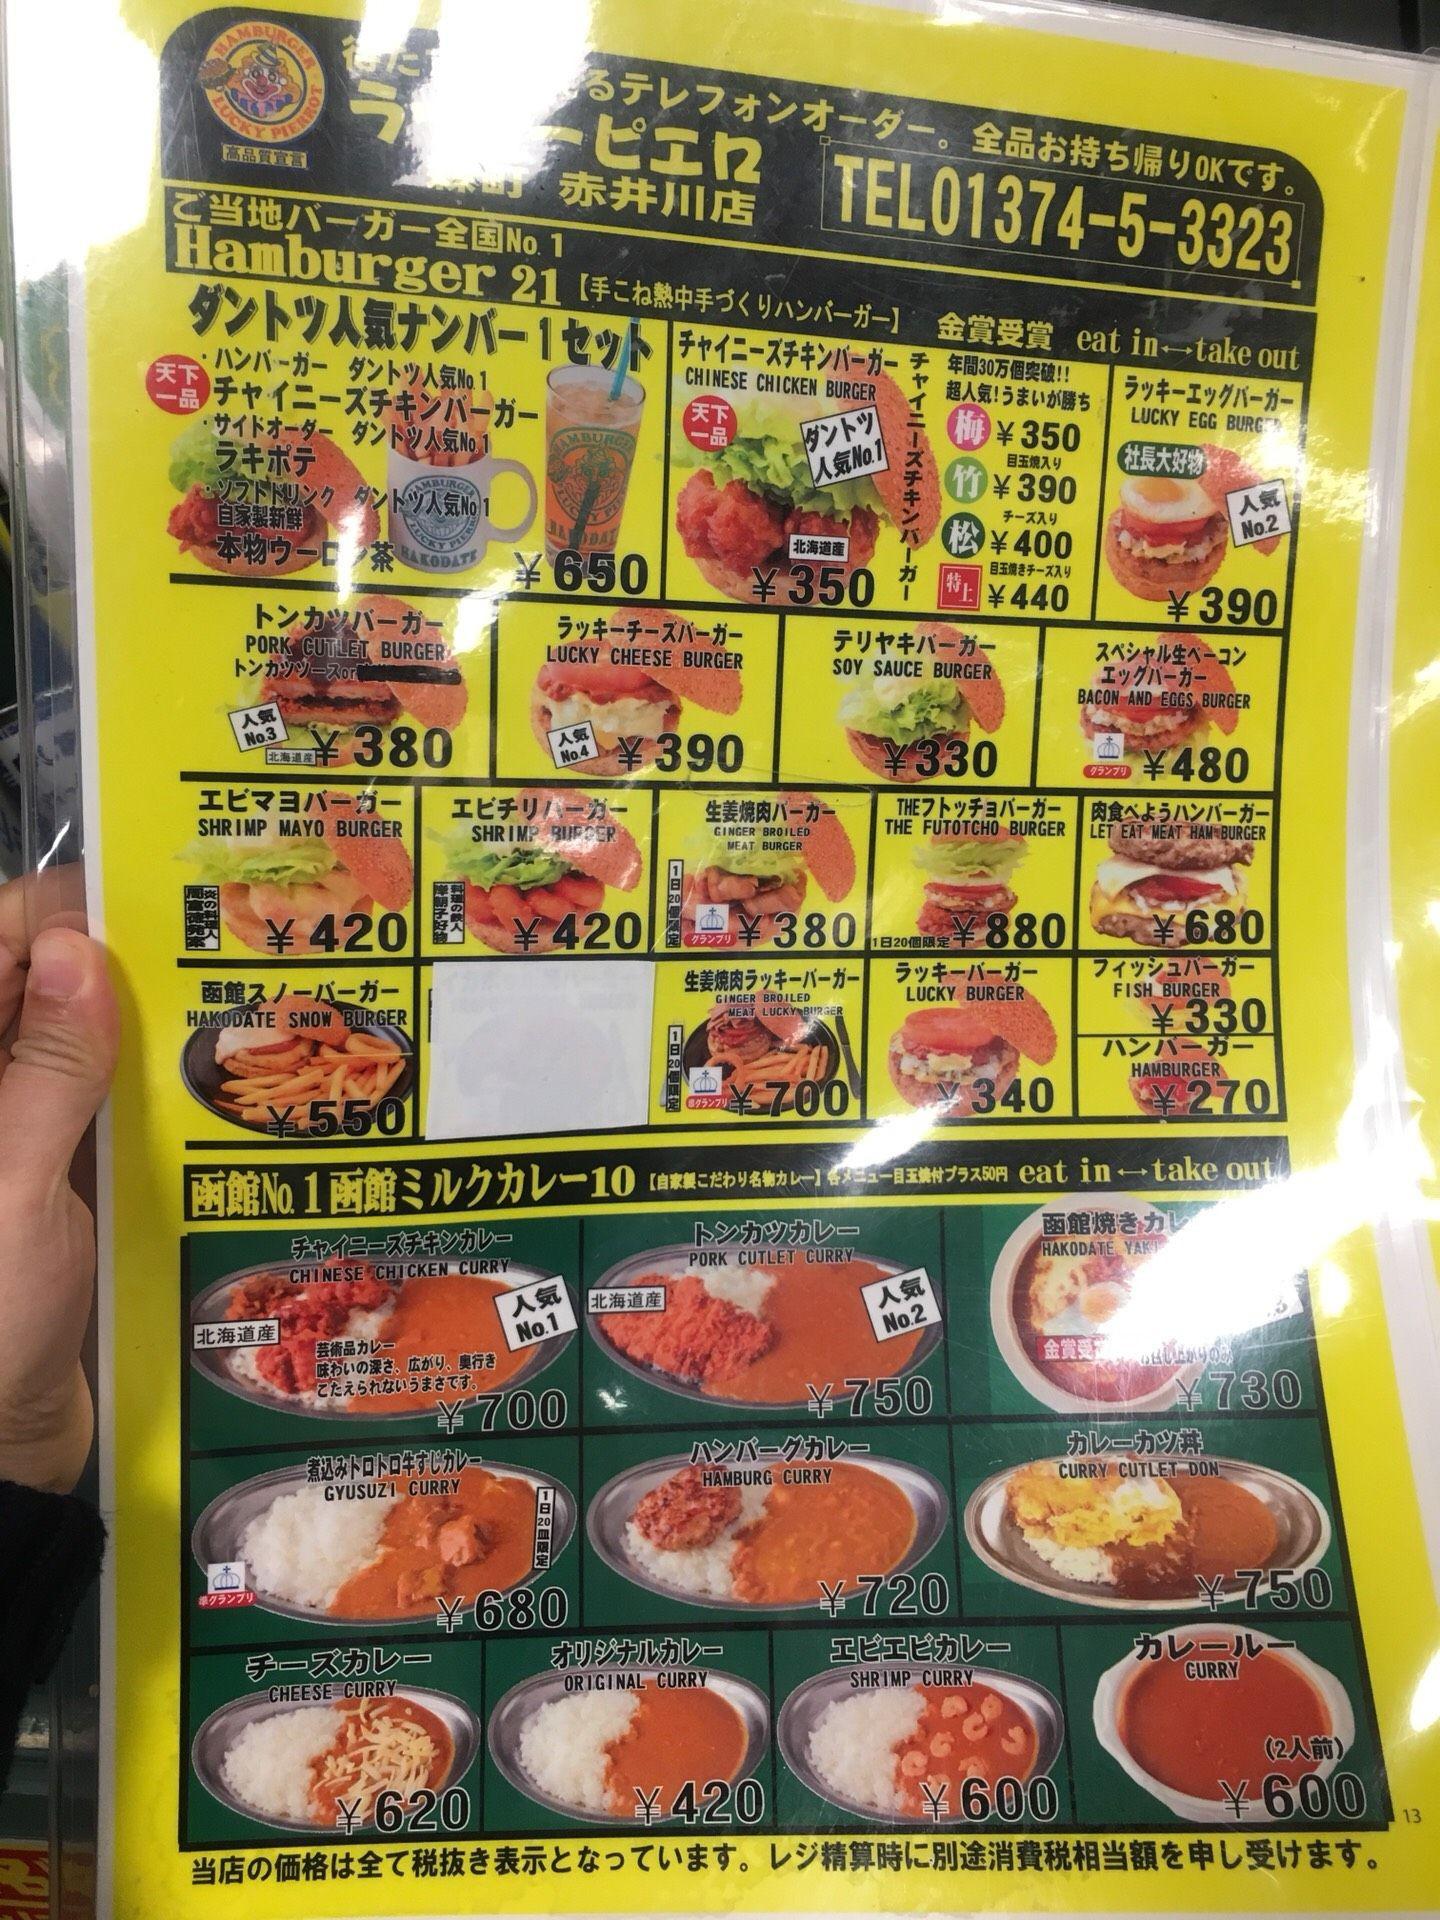 HAMBURGER
LUCKY PIERROT
高品質宣言
るテレフォンオーダー。全品お持ち帰りOKです。
ーピエロ
赤井川店
TEL01374-5-3323
ご当地バーガー全国No.1
Hamburger 21【手こね熱中手づくりハンバーガー】 金賞受賞 eat in↔take out
ダントツ人気ナンバー1セット
天下一品
・ハンバーガー ダントツ人気No.1
チャイニーズチキンバーガー
・サイドオーダー ダントツ人気No.1
ラキポテ
・ソフトドリンク ダントツ人気No.1
自家製新鮮
本物ウーロン茶
¥650
チャイニーズチキンバーガー
CHINESE CHICKEN BURGER
天下一品
ダントツ人気No.1
北海道産
¥350
チャイニーズチキンバーガー
年間30万個突破!!
超人気!うまいが勝ち
梅 ¥350
目玉焼入り
竹 ¥390
チーズ入り
松 ¥400
目玉焼きチーズ入り
特上 ¥440
ラッキーエッグバーガー
LUCKY EGG BURGER
社長大好物
人気No.2
¥390
トンカツバーガー
PORK CUTLET BURGER
トンカツソースor
人気No.3
北海道産
¥380
ラッキーチーズバーガー
LUCKY CHEESE BURGER
人気No.4
¥390
テリヤキバーガー
SOY SAUCE BURGER
¥330
スペシャル生ベーコン
エッグバーガー
BACON AND EGGS BURGER
グランプリ
¥480
エビマヨバーガー
SHRIMP MAYO BURGER
炎の料理人
¥420
エビチリバーガー
SHRIMP BURGER
料理の鉄人
岸朝子好物
¥420
生姜焼肉バーガー
GINGER BROILED
MEAT BURGER
1日20個限定
グランプリ
¥380
THEフトッチョバーガー
THE FUTOTCHO BURGER
1日20個限定
¥880
肉食べようハンバーガー
LET EAT MEAT HAM BURGER
¥680
函館スノーバーガー
HAKODATE SNOW BURGER
¥550
生姜焼肉ラッキーバーガー
GINGER BROILED
MEAT LUCKY BURGER
1日20個限定
準グランプリ
¥700
ラッキーバーガー
LUCKY BURGER
¥340
フィッシュバーガー
FISH BURGER
¥330
ハンバーガー
HAMBURGER
¥270
函館No.1函館ミルクカレー10【自家製こだわり名物カレー】各メニュー目玉焼付プラス50円 eat in↔take out
チャイニーズチキンカレー
CHINESE CHICKEN CURRY
人気No.1
北海道産
芸術品カレー
味わいの深さ、広がり、奥行き
こたえられないうまさです。
¥700
トンカツカレー
PORK CUTLET CURRY
北海道産
人気No.2
¥750
函館焼きカレ
HAKODATE YAKI
金賞受
¥730
煮込みトロトロ牛すじカレー
GYUSUZI CURRY
1日20皿限定
準グランプリ
¥680
ハンバーグカレー
HAMBURG CURRY
¥720
カレーカツ丼
CURRY CUTLET DON
¥750
チーズカレー
CHEESE CURRY
¥620
オリジナルカレー
ORIGINAL CURRY
¥420
エビエビカレー
SHRIMP CURRY
¥600
カレールー
CURRY
(2人前)
¥600
13
当店の価格は全て税抜き表示となっています。レジ精算時に別途消費税相当額を申し受けます。